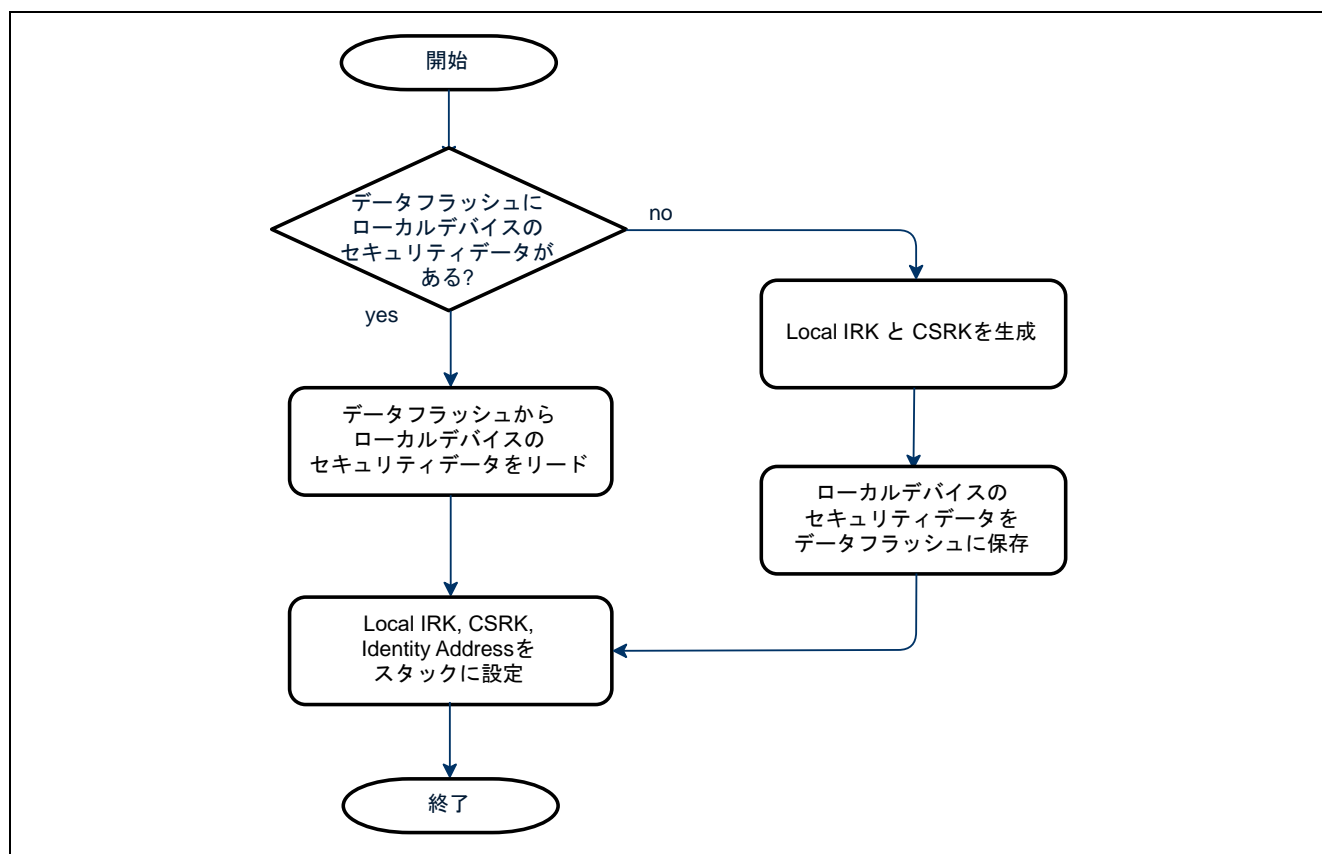 開始
データフラッシュに
ローカルデバイスの
セキュリティデータが
ある?
no
yes
Local IRK と CSRKを生成
データフラッシュから
ローカルデバイスの
セキュリティデータをリード
ローカルデバイスの
セキュリティデータを
データフラッシュに保存
Local IRK, CSRK,
Identity Addressを
スタックに設定
終了